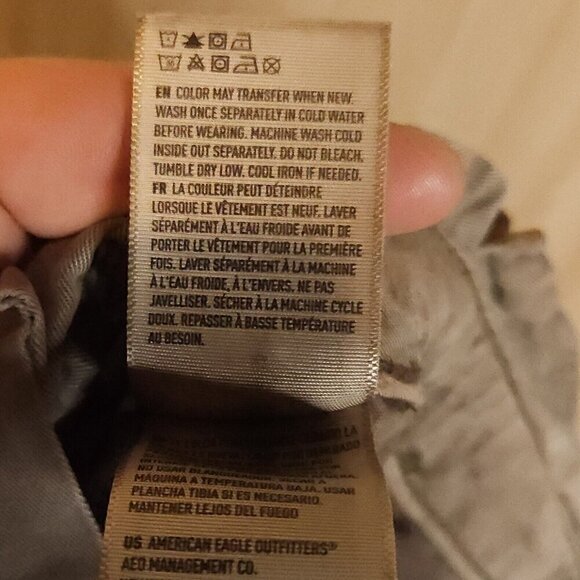 EN COLOR MAY TRANSFER WHEN NEW.
WASH ONCE SEPARATELY IN COLD WATER
BEFORE WEARING. MACHINE WASH COLD
INSIDE OUT SEPARATELY. DO NOT BLEACH.
TUMBLE DRY LOW. COOL IRON IF NEEDED.
FR LA COULEUR PEUT DÉTEINDRE
LORSQUE LE VÊTEMENT EST NEUF. LAVER
SÉPARÉMENT À L'EAU FROIDE AVANT DE
PORTER LE VÊTEMENT POUR LA PREMIÈRE
FOIS. LAVER SÉPARÉMENT À LA MACHINE
À L'EAU FROIDE, À L'ENVERS. NE PAS
JAVELLISER. SÉCHER À LA MACHINE CYCLE
DOUX. REPASSER À BASSE TEMPÉRATURE
AU BESOIN.
LA
NO USAR
MÁQUINA A TEMPERATURA BAJA. USAR
PLANCHA TIBIA SI ES NECESARIO.
MANTENER LEJOS DEL FUEGO
US AMERICAN EAGLE OUTFITTERS®
AEO MANAGEMENT CO.